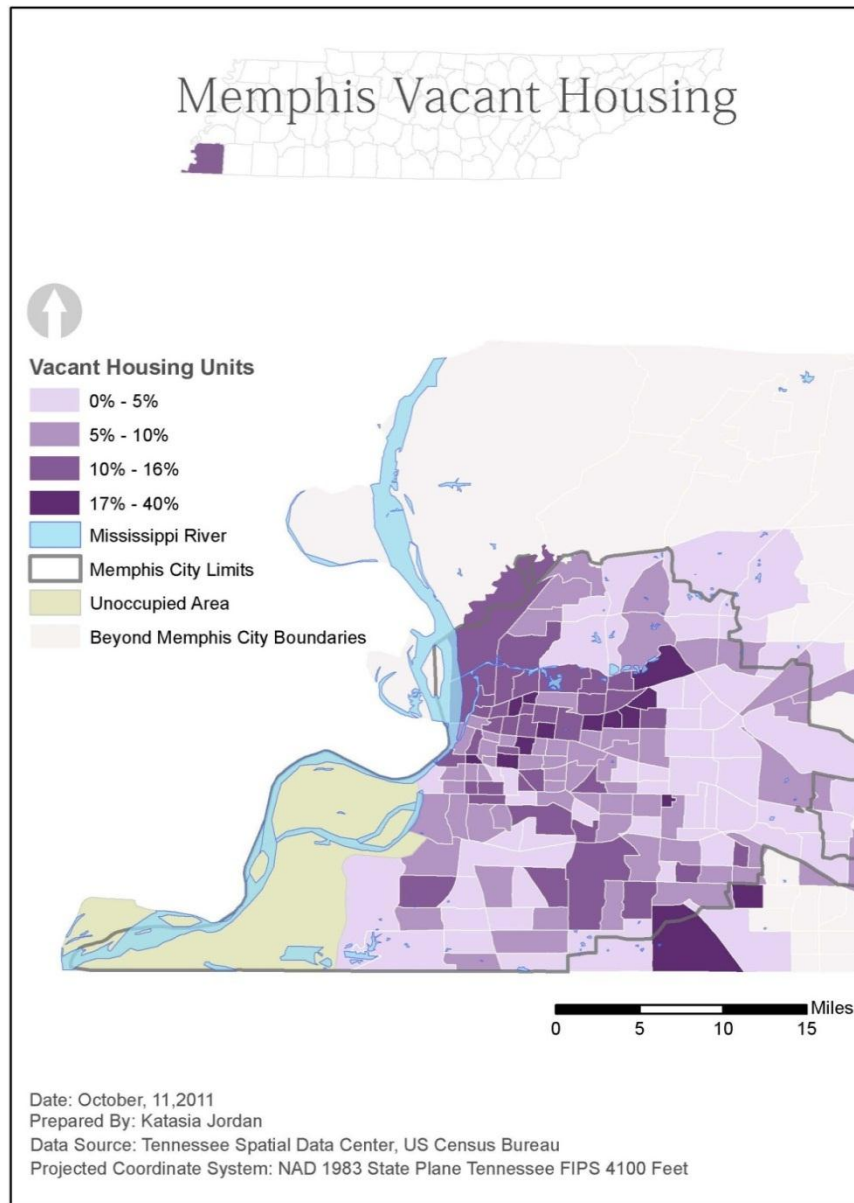 Memphis Vacant Housing
Vacant Housing Units
0% - 5%
5% - 10%
10% - 16%
17% - 40%
Mississippi River
Memphis City Limits
Unoccupied Area
Beyond Memphis City Boundaries
Miles
0 5 10 15
Date: October, 11,2011
Prepared By: Katasia Jordan
Data Source: Tennessee Spatial Data Center, US Census Bureau
Projected Coordinate System: NAD 1983 State Plane Tennessee FIPS 4100 Feet